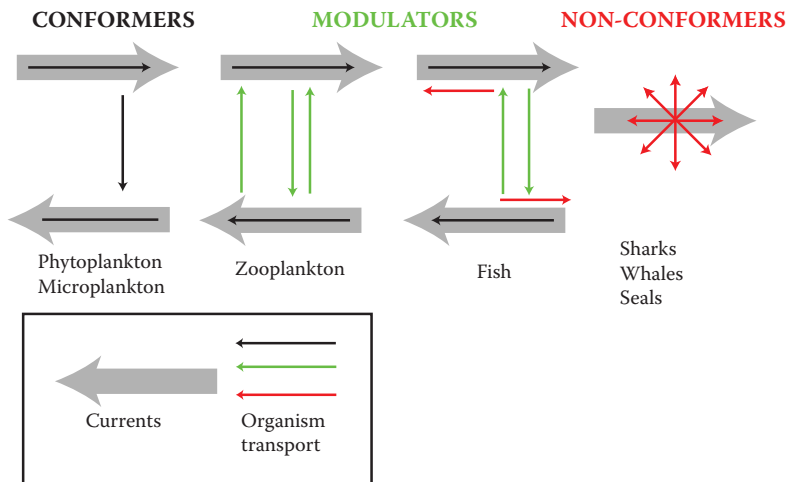 CONFORMERS
MODULATORS
NON-CONFORMERS
Phytoplankton
Microplankton
Zooplankton
Fish
Sharks
Whales
Seals
Currents
Organism
transport